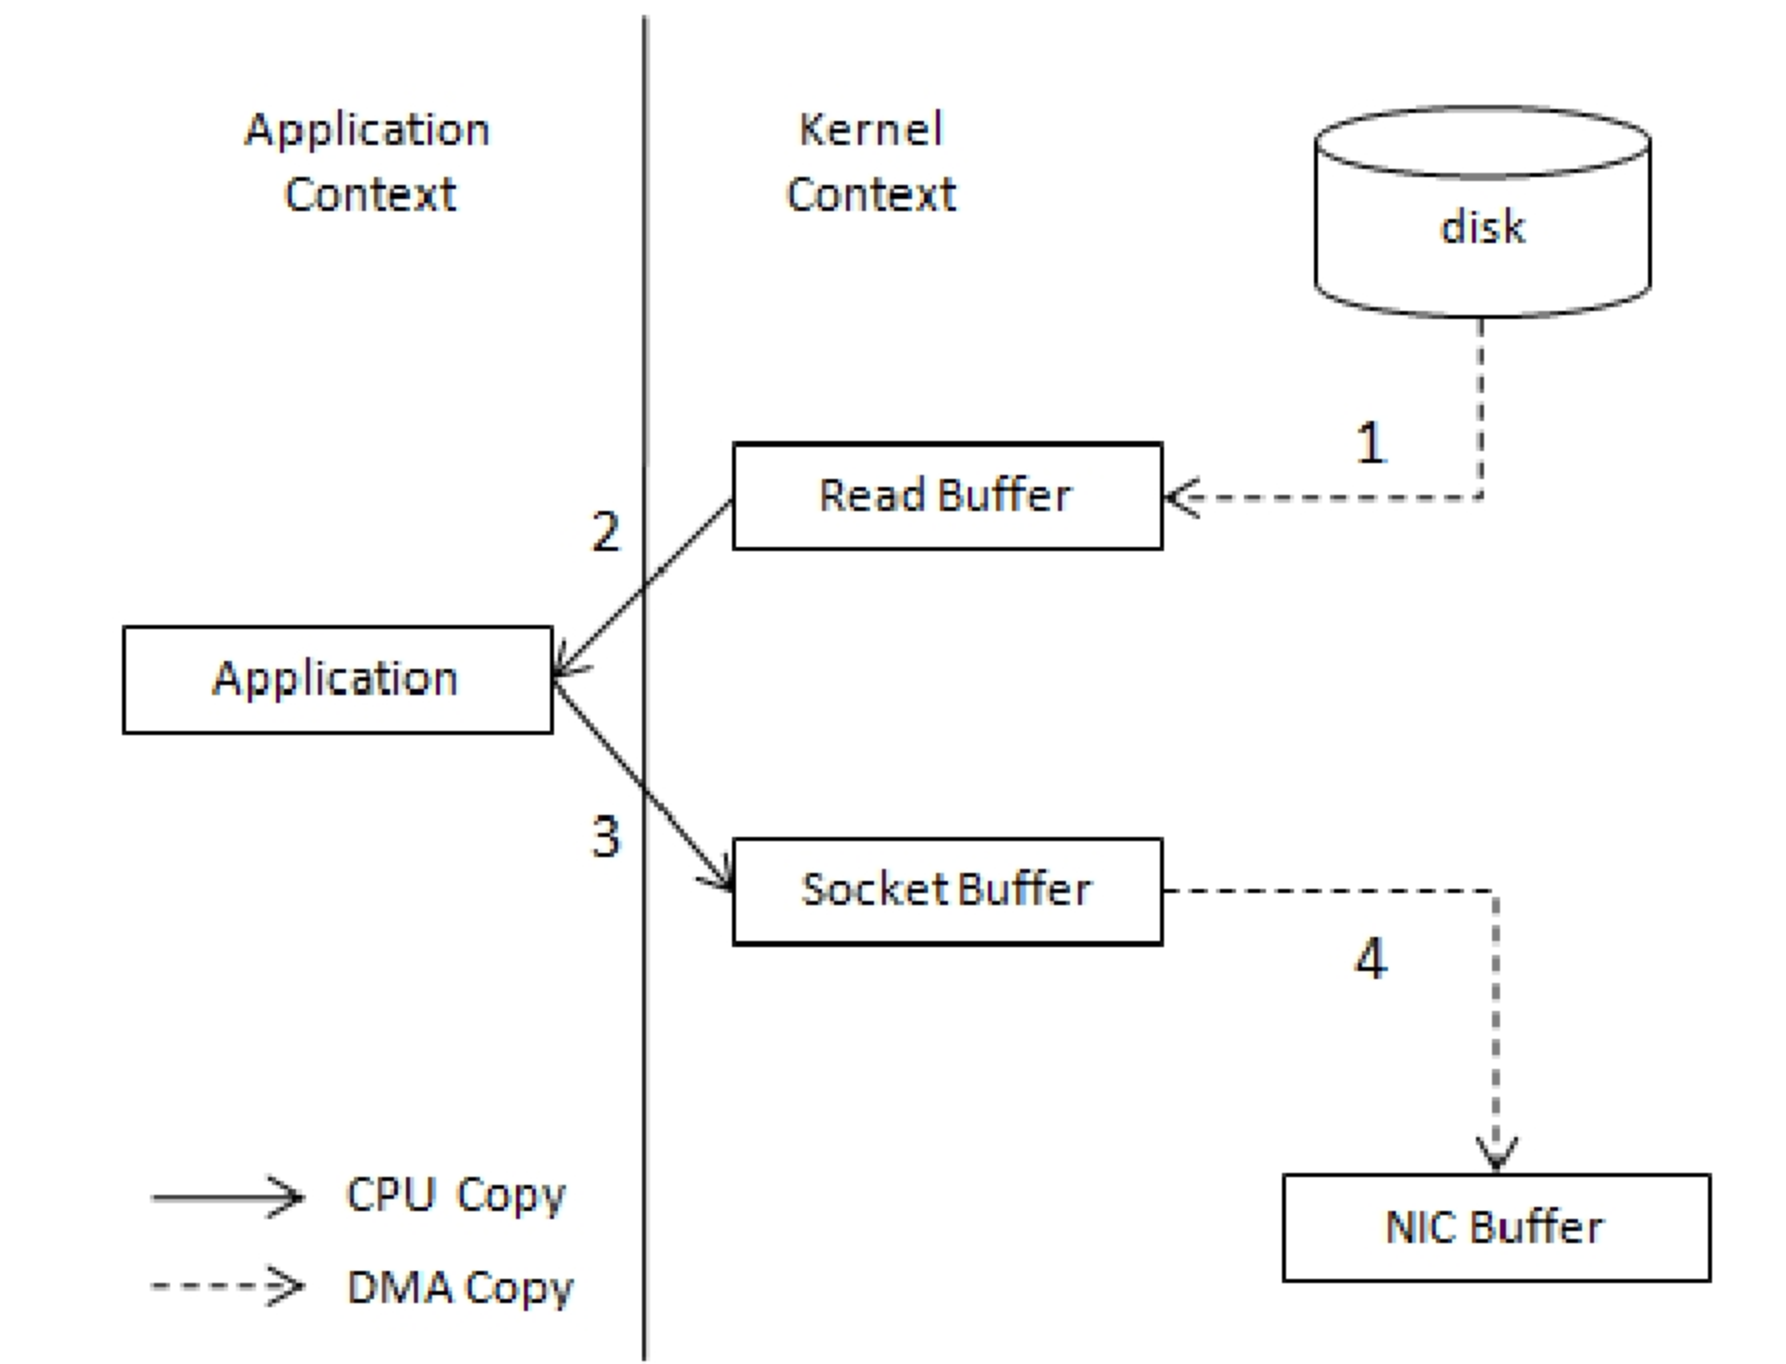 Application
Context
Kernel
Context
disk
1
Read Buffer
2
Application
3
Socket Buffer
4
NIC Buffer
CPU Copy
DMA Copy